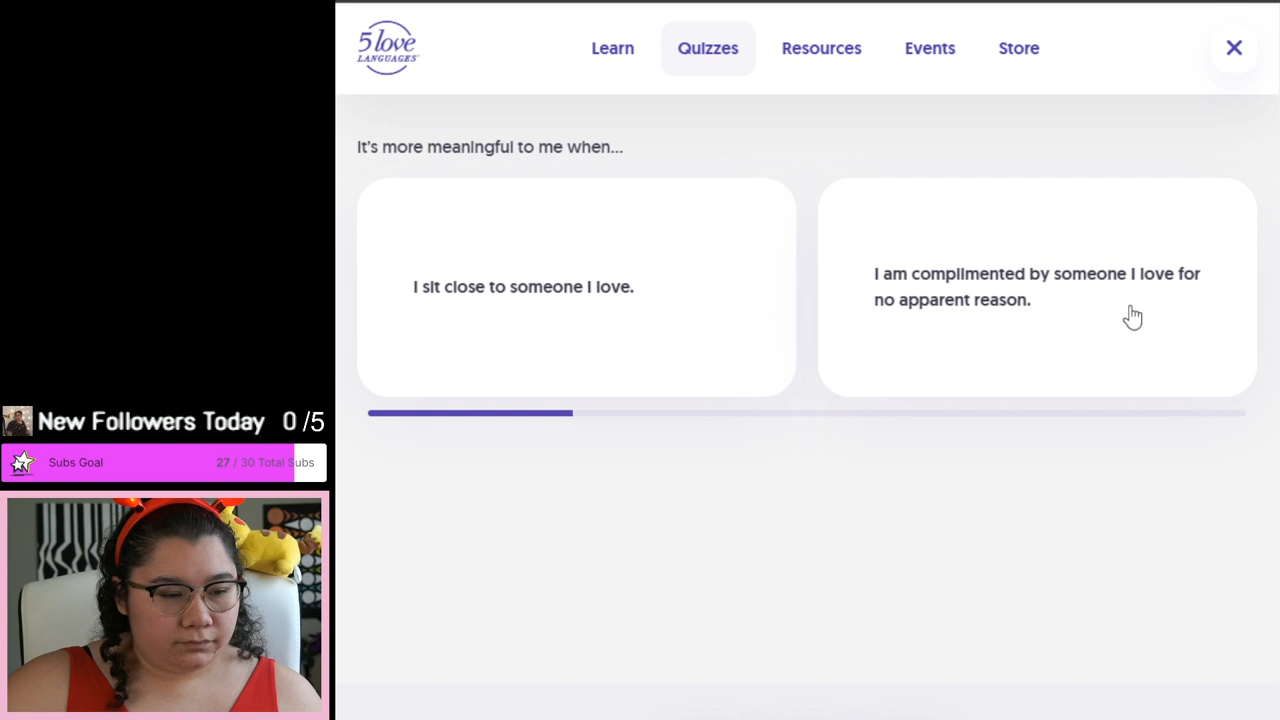 5 love
LANGUAGES
Learn
Quizzes
Resources
Events
Store
It's more meaningful to me when...
I sit close to someone I love.
I am complimented by someone I love for
no apparent reason.
New Followers Today 0 /5
Subs Goal
27 / 30 Total Subs